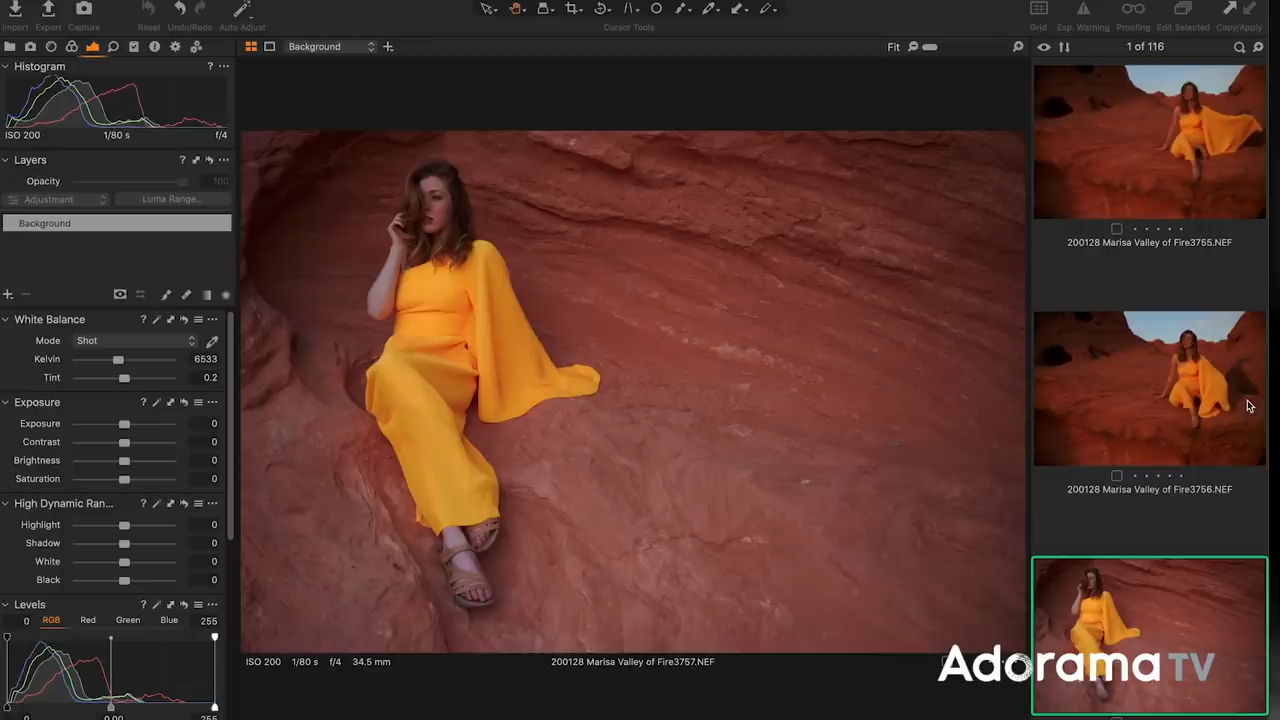 Import Export Capture Reset Undo/Redo Auto Adjust Cursor Tools Grid Exp. Warning Proofing Edit Selected Copy/Apply
Background Fit 1 of 116
Histogram ?
ISO 200 1/80 s f/4
Layers ?
Opacity 100
Adjustment Luma Range...
Background
White Balance ?
Mode Shot
Kelvin 6533
Tint 0.2
Exposure ?
Exposure 0
Contrast 0
Brightness 0
Saturation 0
High Dynamic Ran... ?
Highlight 0
Shadow 0
White 0
Black 0
Levels ?
0 RGB Red Green Blue 255
0 0.00 255
ISO 200 1/80 s f/4 34.5 mm 200128 Marisa Valley of Fire3757.NEF
200128 Marisa Valley of Fire3755.NEF
200128 Marisa Valley of Fire3756.NEF
Adorama TV